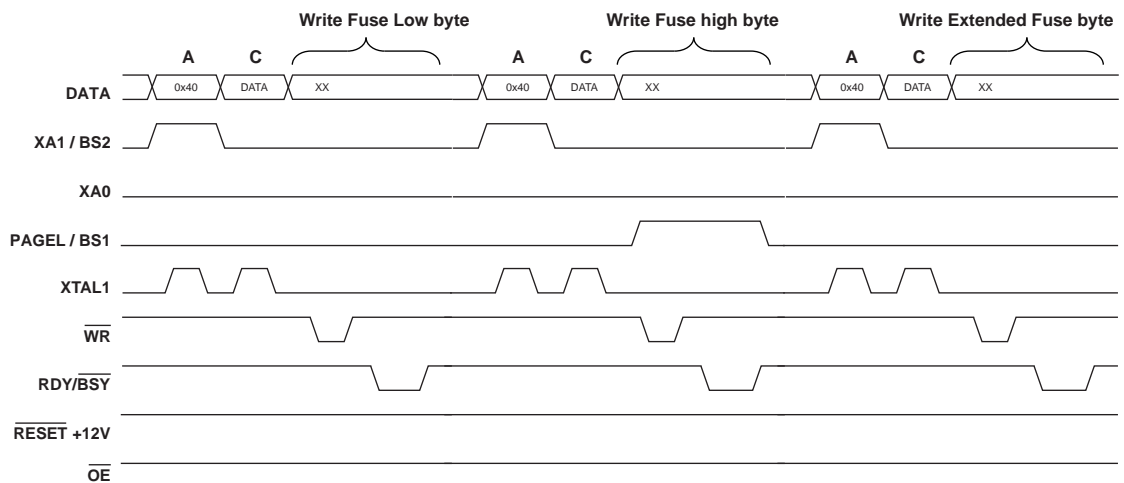 Write Fuse Low byte Write Fuse high byte Write Extended Fuse byte
A C A C A C
DATA 0x40 DATA XX 0x40 DATA XX 0x40 DATA XX
XA1 / BS2
XA0
PAGEL / BS1
XTAL1
WR
RDY/BSY
RESET +12V
OE